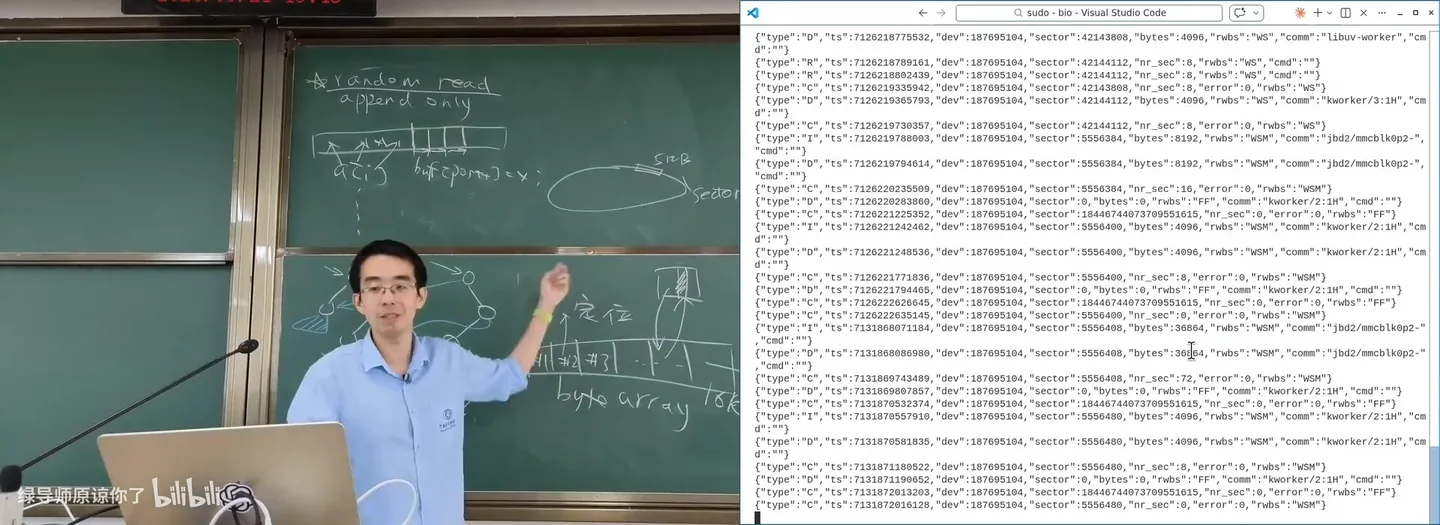 ☆random read
append only
a[i]
buf[pos++] = x;
512B
sector
定位
#1 #2 #3
byte array
16k
绿导师原谅你了 bilibili
sudo - bio - Visual Studio Code
{"type":"D","ts":7126218775532,"dev":187695104,"sector":42143808,"bytes":4096,"rwbs":"WS","comm":"libuv-worker","cm
d":""}
{"type":"R","ts":7126218789161,"dev":187695104,"sector":42144112,"nr_sec":8,"rwbs":"WS","cmd":""}
{"type":"R","ts":7126218802439,"dev":187695104,"sector":42144112,"nr_sec":8,"rwbs":"WS","cmd":""}
{"type":"C","ts":7126219335942,"dev":187695104,"sector":42143808,"nr_sec":8,"error":0,"rwbs":"WS"}
{"type":"D","ts":7126219365793,"dev":187695104,"sector":42144112,"bytes":4096,"rwbs":"WS","comm":"kworker/3:1H","cm
d":""}
{"type":"C","ts":7126219730357,"dev":187695104,"sector":42144112,"nr_sec":8,"error":0,"rwbs":"WS"}
{"type":"I","ts":7126219788003,"dev":187695104,"sector":5556384,"bytes":8192,"rwbs":"WSM","comm":"jbd2/mmcblk0p2-"
,"cmd":""}
{"type":"D","ts":7126219794614,"dev":187695104,"sector":5556384,"bytes":8192,"rwbs":"WSM","comm":"jbd2/mmcblk0p2-"
,"cmd":""}
{"type":"C","ts":7126220235509,"dev":187695104,"sector":5556384,"nr_sec":16,"error":0,"rwbs":"WSM"}
{"type":"D","ts":7126220283860,"dev":187695104,"sector":0,"bytes":0,"rwbs":"FF","comm":"kworker/2:1H","cmd":""}
{"type":"C","ts":7126221225352,"dev":187695104,"sector":18446744073709551615,"nr_sec":0,"error":0,"rwbs":"FF"}
{"type":"I","ts":7126221242462,"dev":187695104,"sector":5556400,"bytes":4096,"rwbs":"WSM","comm":"kworker/2:1H","cm
d":""}
{"type":"D","ts":7126221248536,"dev":187695104,"sector":5556400,"bytes":4096,"rwbs":"WSM","comm":"kworker/2:1H","cm
d":""}
{"type":"C","ts":7126221771836,"dev":187695104,"sector":5556400,"nr_sec":8,"error":0,"rwbs":"WSM"}
{"type":"D","ts":7126221794465,"dev":187695104,"sector":0,"bytes":0,"rwbs":"FF","comm":"kworker/2:1H","cmd":""}
{"type":"C","ts":7126222626645,"dev":187695104,"sector":18446744073709551615,"nr_sec":0,"error":0,"rwbs":"FF"}
{"type":"C","ts":7126222635145,"dev":187695104,"sector":5556400,"nr_sec":0,"error":0,"rwbs":"WSM"}
{"type":"I","ts":7131868071184,"dev":187695104,"sector":5556408,"bytes":36864,"rwbs":"WSM","comm":"jbd2/mmcblk0p2-"
,"cmd":""}
{"type":"D","ts":7131868086980,"dev":187695104,"sector":5556408,"bytes":36864,"rwbs":"WSM","comm":"jbd2/mmcblk0p2-"
,"cmd":""}
{"type":"C","ts":7131869743489,"dev":187695104,"sector":5556408,"nr_sec":72,"error":0,"rwbs":"WSM"}
{"type":"D","ts":7131869807857,"dev":187695104,"sector":0,"bytes":0,"rwbs":"FF","comm":"kworker/2:1H","cmd":""}
{"type":"C","ts":7131870532374,"dev":187695104,"sector":18446744073709551615,"nr_sec":0,"error":0,"rwbs":"FF"}
{"type":"I","ts":7131870557910,"dev":187695104,"sector":5556480,"bytes":4096,"rwbs":"WSM","comm":"kworker/2:1H","cm
d":""}
{"type":"D","ts":7131870581835,"dev":187695104,"sector":5556480,"bytes":4096,"rwbs":"WSM","comm":"kworker/2:1H","cm
d":""}
{"type":"C","ts":7131871180522,"dev":187695104,"sector":5556480,"nr_sec":8,"error":0,"rwbs":"WSM"}
{"type":"D","ts":7131871190652,"dev":187695104,"sector":0,"bytes":0,"rwbs":"FF","comm":"kworker/2:1H","cmd":""}
{"type":"C","ts":7131872013203,"dev":187695104,"sector":18446744073709551615,"nr_sec":0,"error":0,"rwbs":"FF"}
{"type":"C","ts":7131872016128,"dev":187695104,"sector":5556480,"nr_sec":0,"error":0,"rwbs":"WSM"}